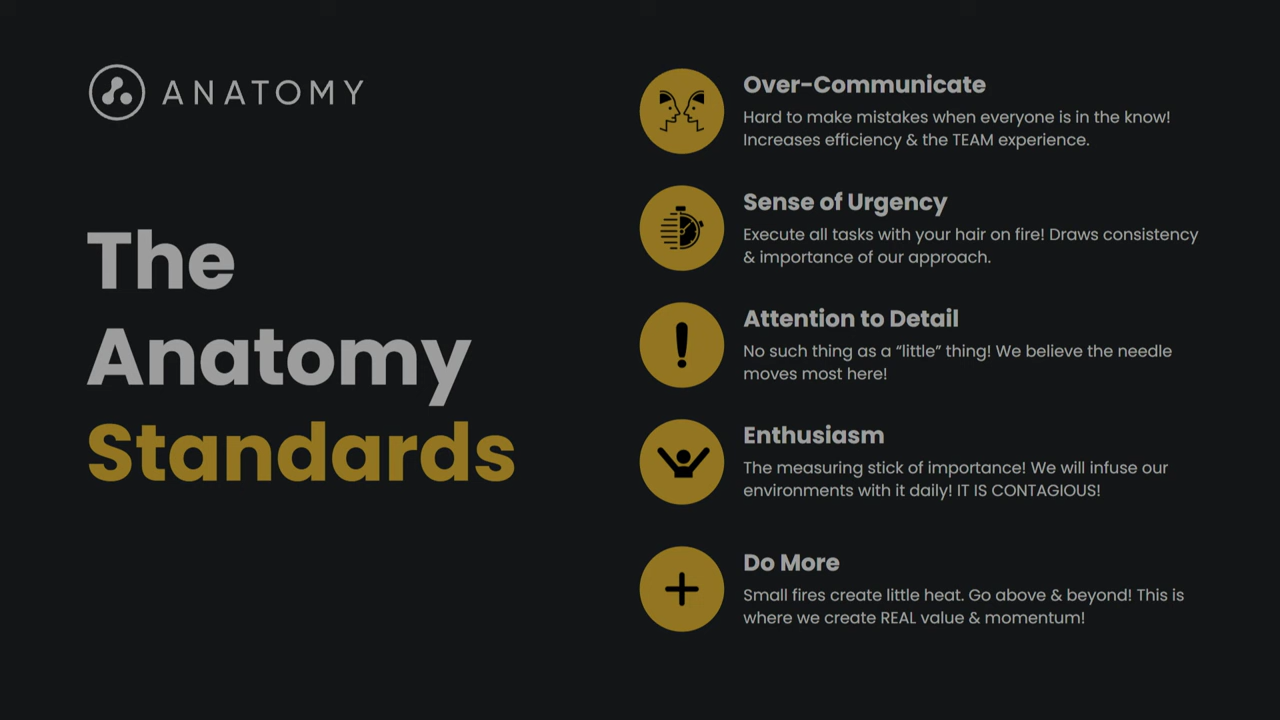 ANATOMY
The
Anatomy
Standards
Over-Communicate
Hard to make mistakes when everyone is in the know!
Increases efficiency & the TEAM experience.
Sense of Urgency
Execute all tasks with your hair on fire! Draws consistency
& importance of our approach.
Attention to Detail
No such thing as a “little” thing! We believe the needle
moves most here!
Enthusiasm
The measuring stick of importance! We will infuse our
environments with it daily! IT IS CONTAGIOUS!
Do More
Small fires create little heat. Go above & beyond! This is
where we create REAL value & momentum!